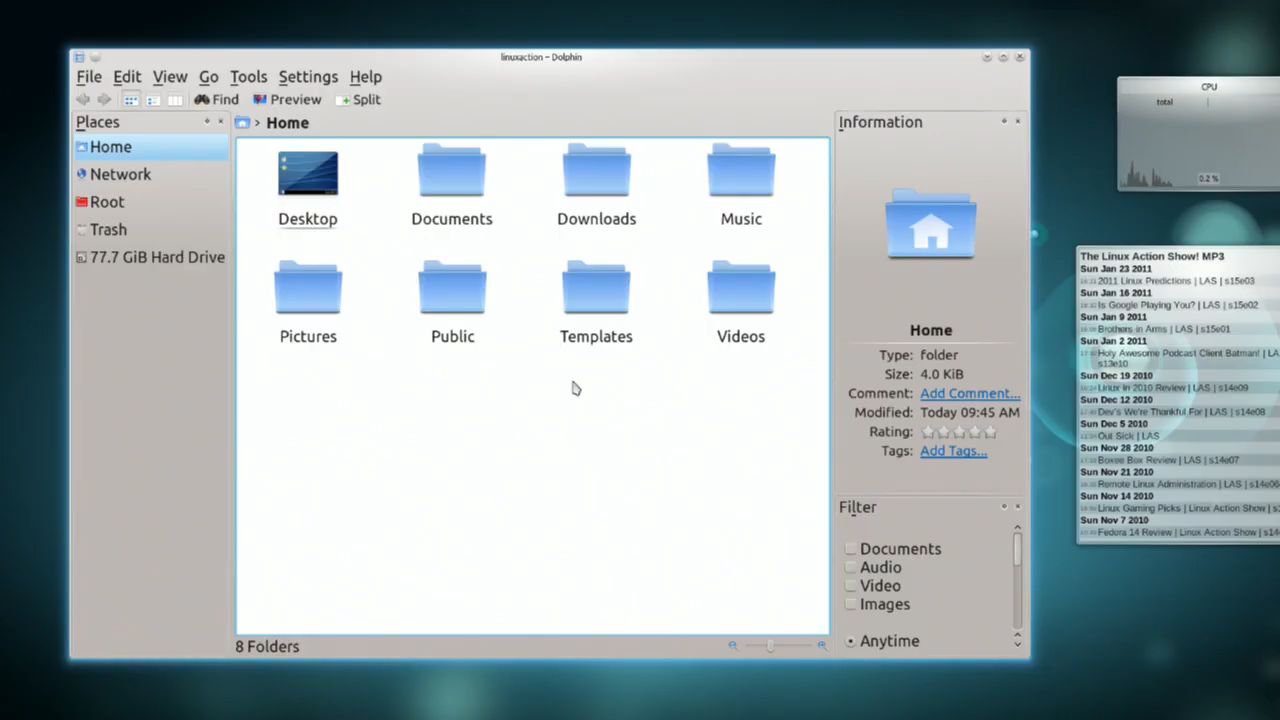 linuxaction – Dolphin
File Edit View Go Tools Settings Help
Find Preview Split
Places
Home
Network
Root
Trash
77.7 GiB Hard Drive
> Home
Desktop Documents Downloads Music
Pictures Public Templates Videos
8 Folders
Information
Home
Type: folder
Size: 4.0 KiB
Comment: Add Comment...
Modified: Today 09:45 AM
Rating:
Tags: Add Tags...
Filter
Documents
Audio
Video
Images
Anytime
CPU
total
0.2 %
The Linux Action Show! MP3
Sun Jan 23 2011
2011 Linux Predictions | LAS | s15e03
Sun Jan 16 2011
Is Google Playing You? | LAS | s15e02
Sun Jan 9 2011
Brothers in Arms | LAS | s15e01
Sun Jan 2 2011
Holy Awesome Podcast Client Batman! | LA
s13e10
Sun Dec 19 2010
Linux in 2010 Review | LAS | s14e09
Sun Dec 12 2010
Dev's We're Thankful For | LAS | s14e08
Sun Dec 5 2010
Out Sick | LAS
Sun Nov 28 2010
Boxee Box Review | LAS | s14e07
Sun Nov 21 2010
Remote Linux Administration | LAS | s14e06
Sun Nov 14 2010
Linux Gaming Picks | Linux Action Show | s1
Sun Nov 7 2010
Fedora 14 Review | Linux Action Show | s14